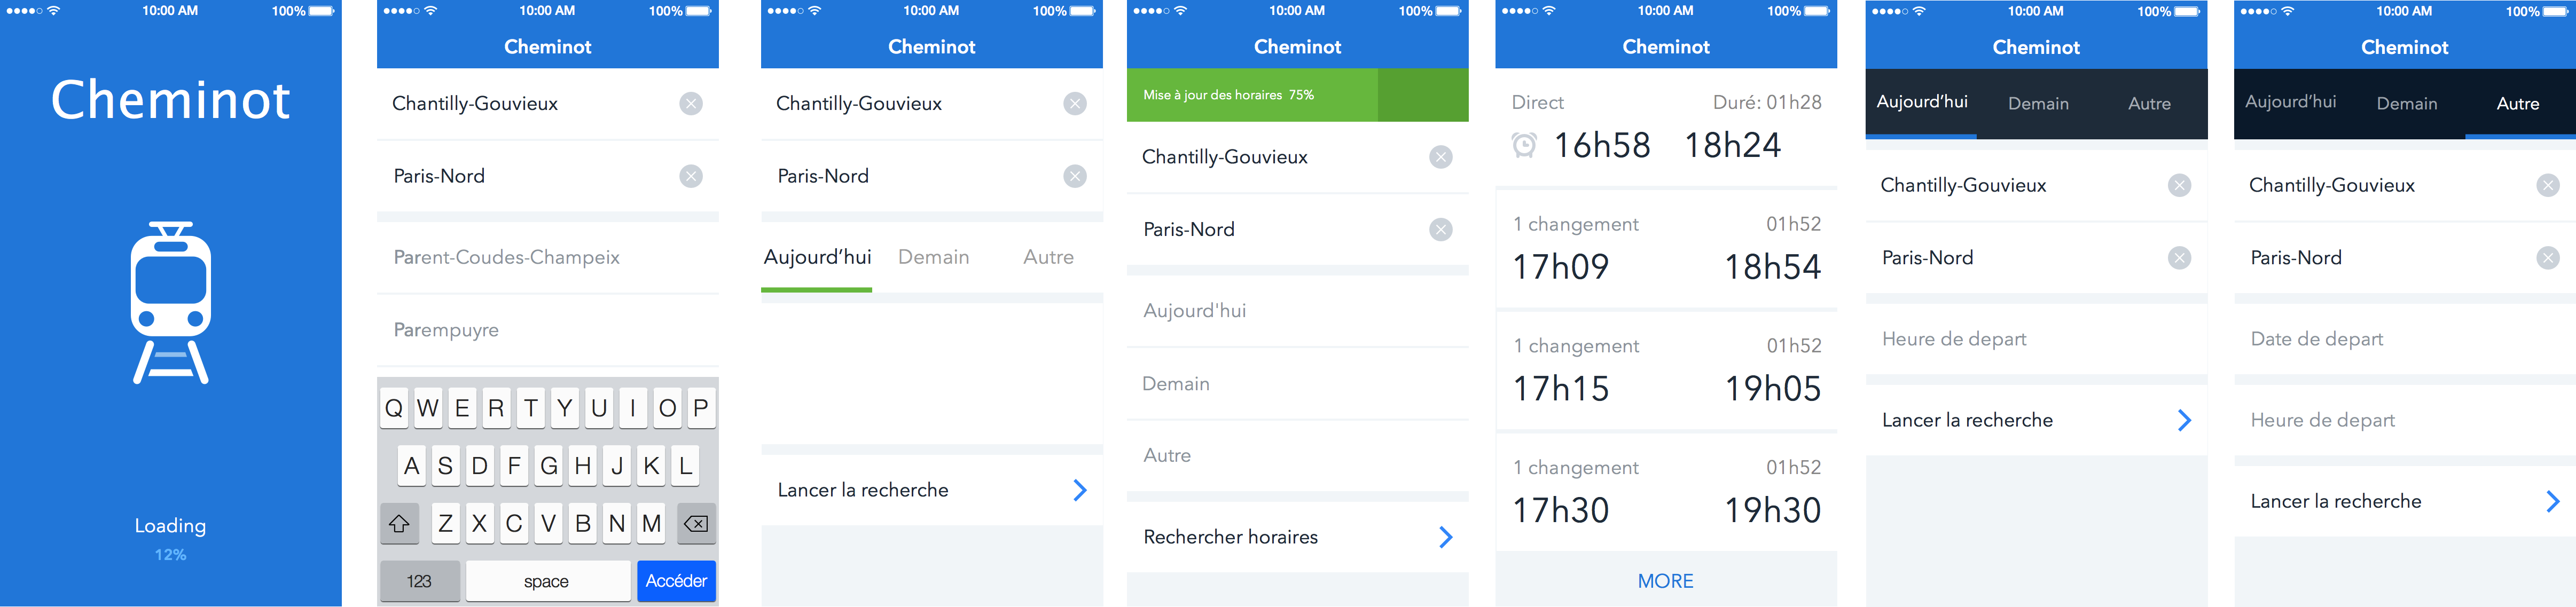 10:00 AM 100%
Cheminot
Loading
12%
10:00 AM 100%
Cheminot
Chantilly-Gouvieux
Paris-Nord
Parent-Coudes-Champeix
Parempuyre
Q W E R T Y U I O P
A S D F G H J K L
Z X C V B N M
123 space Accéder
10:00 AM 100%
Cheminot
Chantilly-Gouvieux
Paris-Nord
Aujourd’hui Demain Autre
Lancer la recherche
10:00 AM 100%
Cheminot
Mise à jour des horaires 75%
Chantilly-Gouvieux
Paris-Nord
Aujourd'hui
Demain
Autre
Rechercher horaires
10:00 AM 100%
Cheminot
Direct Duré: 01h28
16h58 18h24
1 changement 01h52
17h09 18h54
1 changement 01h52
17h15 19h05
1 changement 01h52
17h30 19h30
MORE
10:00 AM 100%
Cheminot
Aujourd’hui Demain Autre
Chantilly-Gouvieux
Paris-Nord
Heure de depart
Lancer la recherche
10:00 AM 100%
Cheminot
Aujourd’hui Demain Autre
Chantilly-Gouvieux
Paris-Nord
Date de depart
Heure de depart
Lancer la recherche